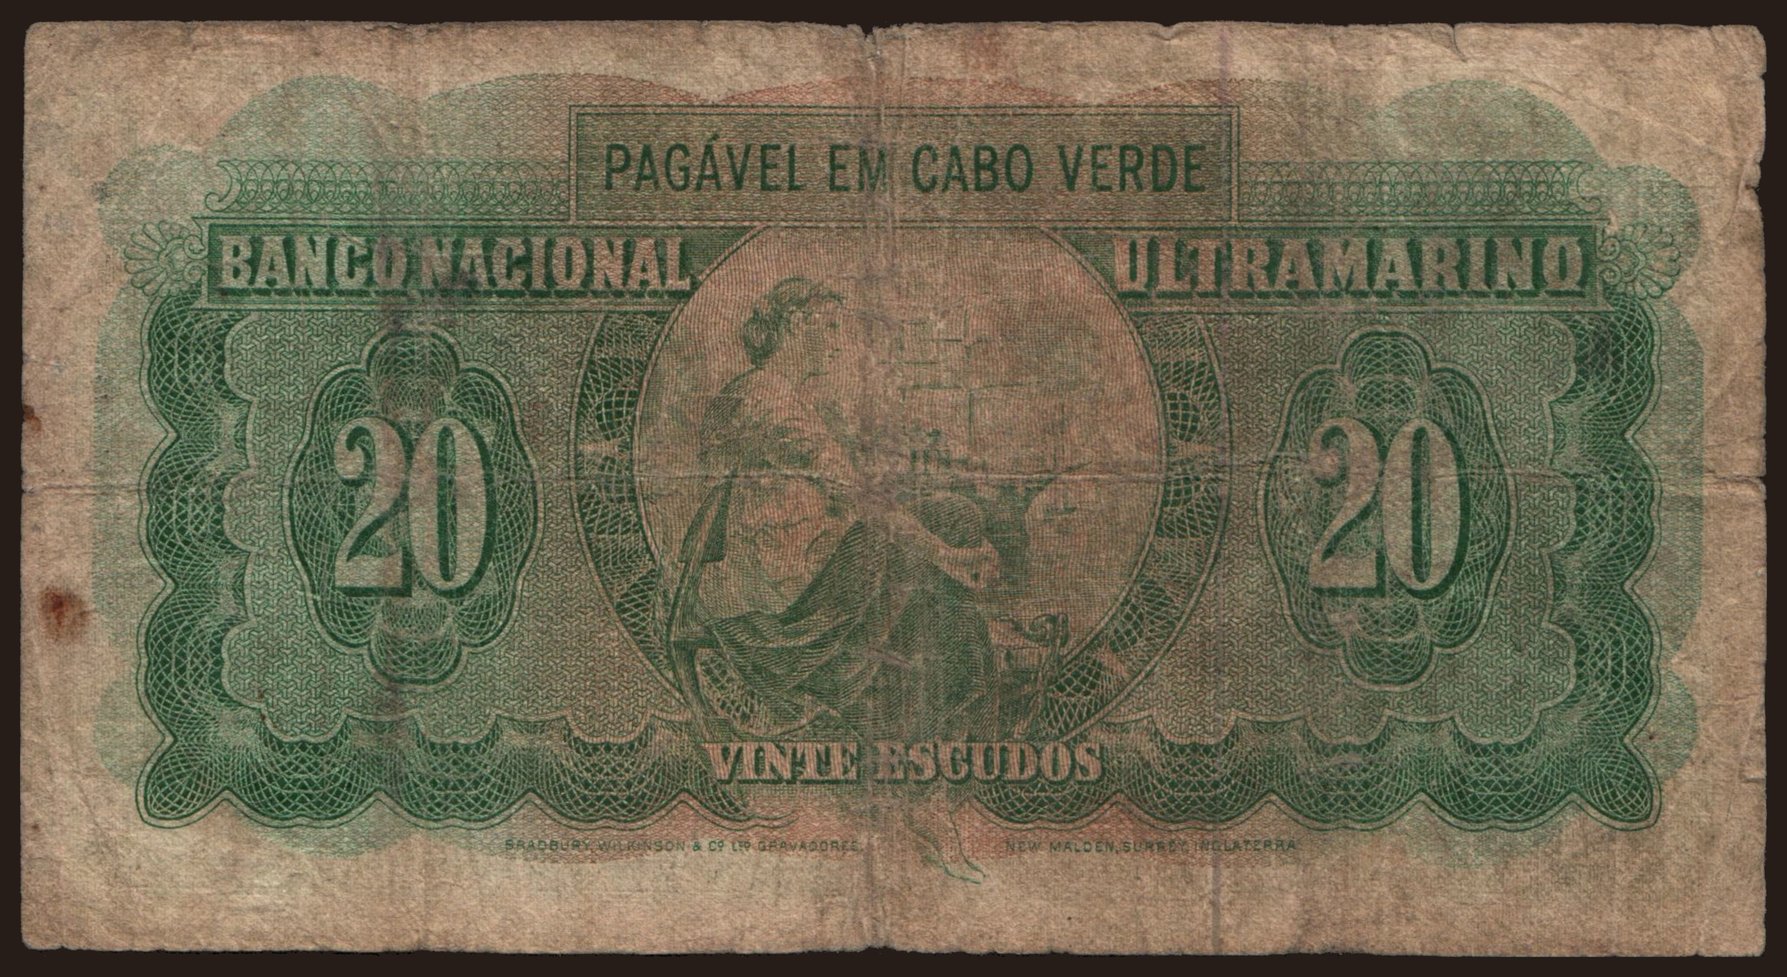 PAGÁVEL EM CABO VERDE
BANCO NACIONAL ULTRAMARINO
20 20
VINTE ESCUDOS
BRADBURY, WILKINSON & Cº LTD GRAVADORES, NEW MALDEN, SURREY, INGLATERRA